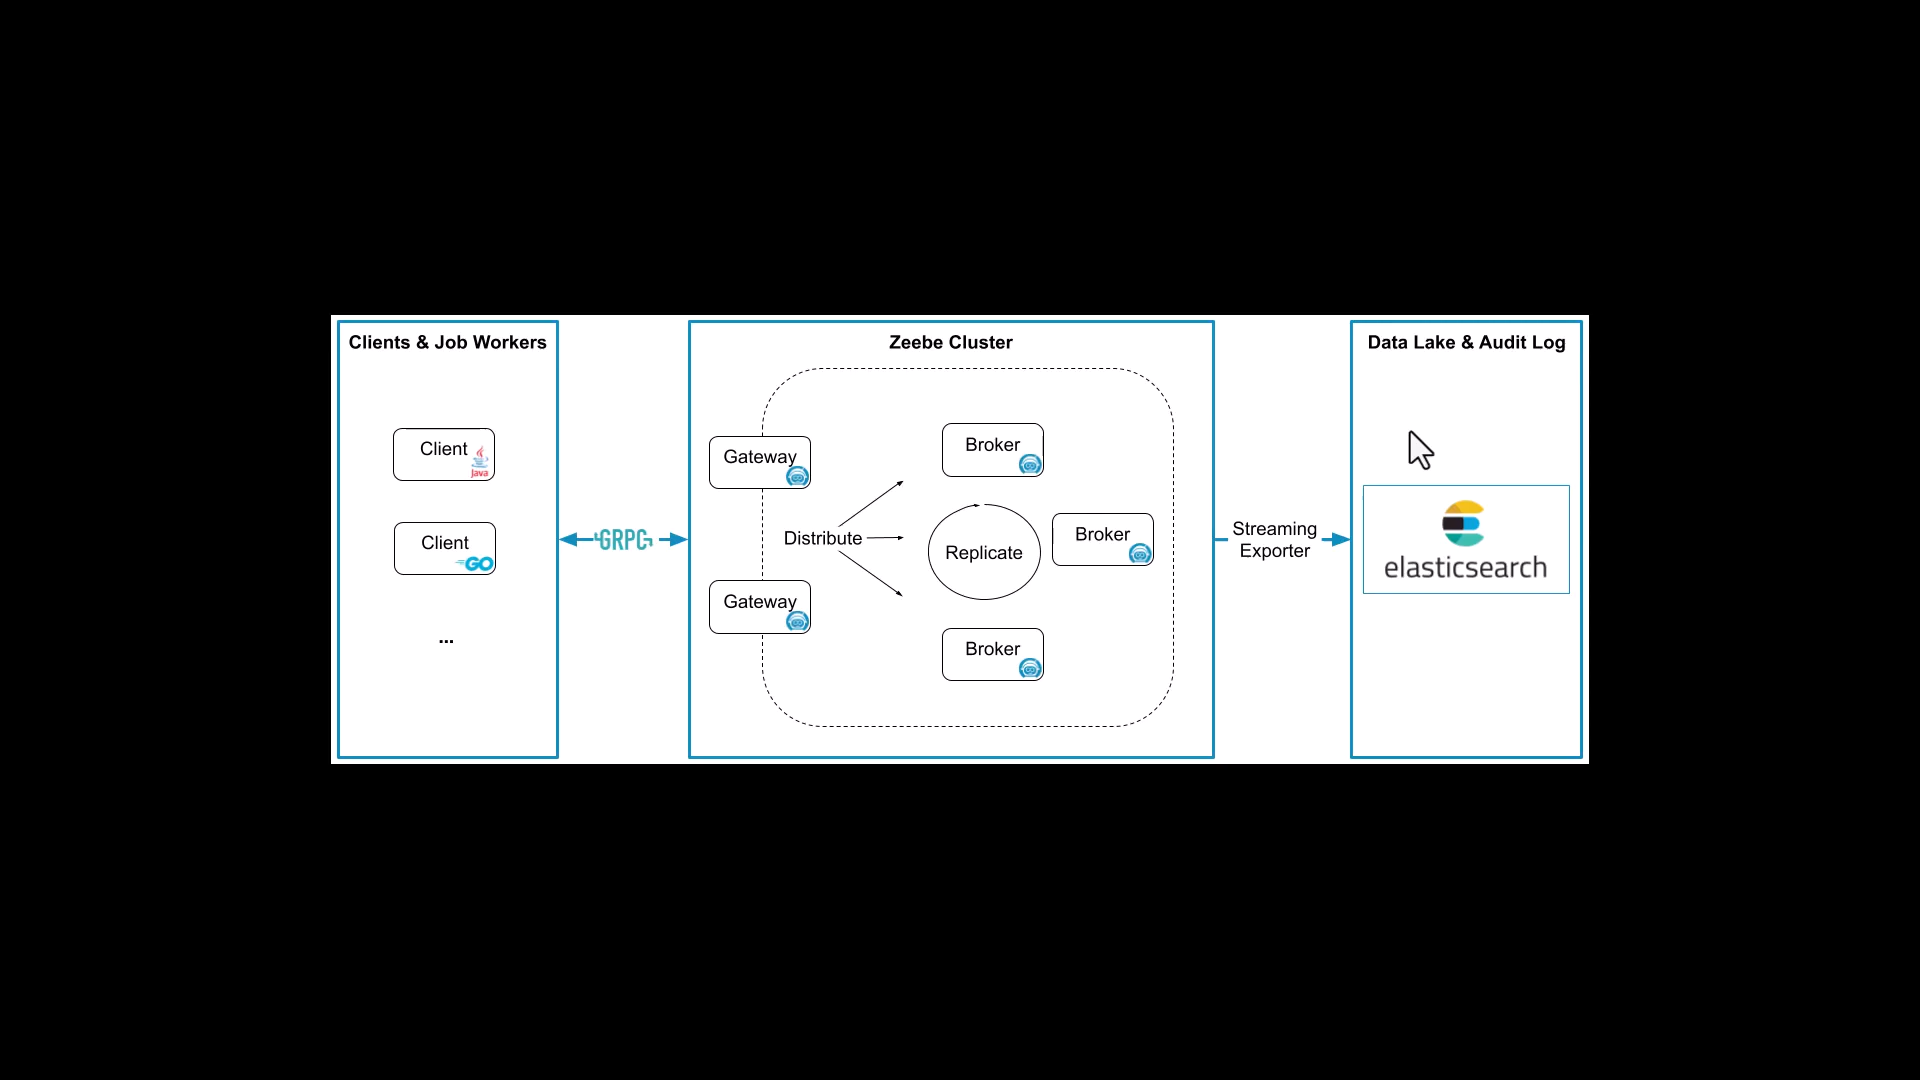 Clients & Job Workers
Client
Java
Client
GO
...
GRPC
Zeebe Cluster
Gateway
Gateway
Distribute
Broker
Replicate
Broker
Broker
Streaming
Exporter
Data Lake & Audit Log
elasticsearch